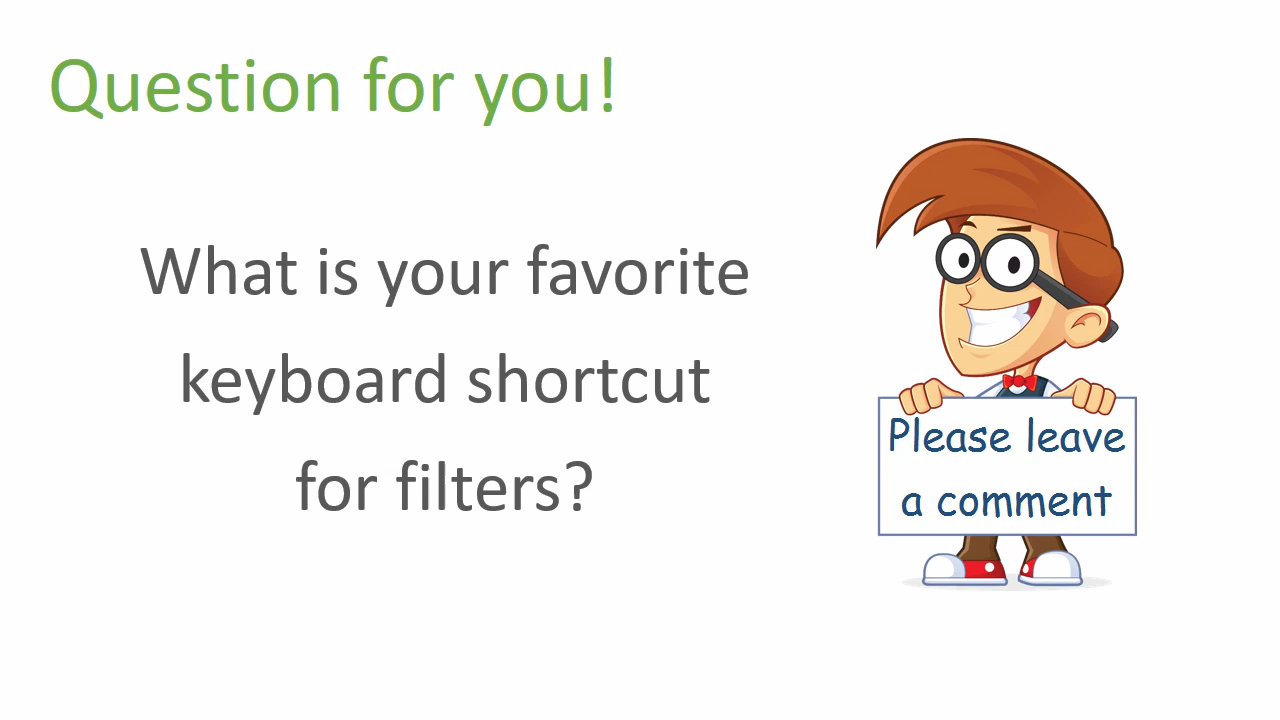 Question for you!
What is your favorite
keyboard shortcut
for filters?
Please leave
a comment